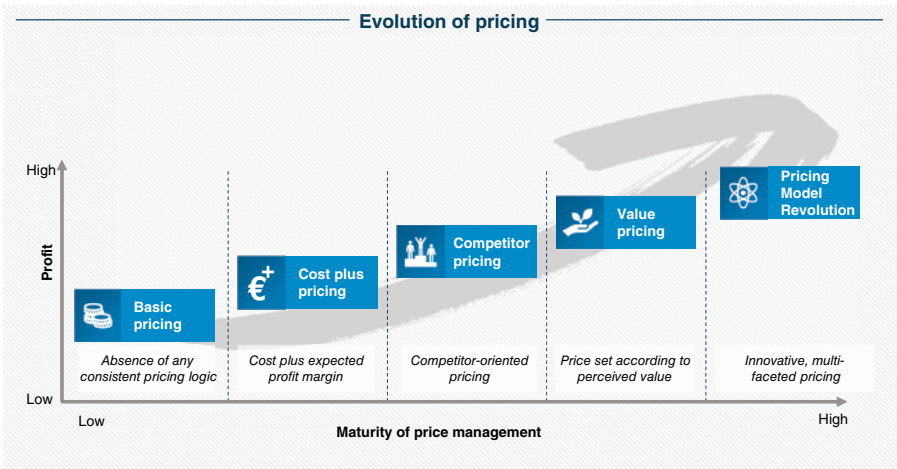 Evolution of pricing
High
Profit
Low
Basic
pricing
Absence of any
consistent pricing logic
€+
Cost plus
pricing
Cost plus expected
profit margin
Competitor
pricing
Competitor-oriented
pricing
Value
pricing
Price set according to
perceived value
Pricing
Model
Revolution
Innovative, multi-
faceted pricing
Low
High
Maturity of price management